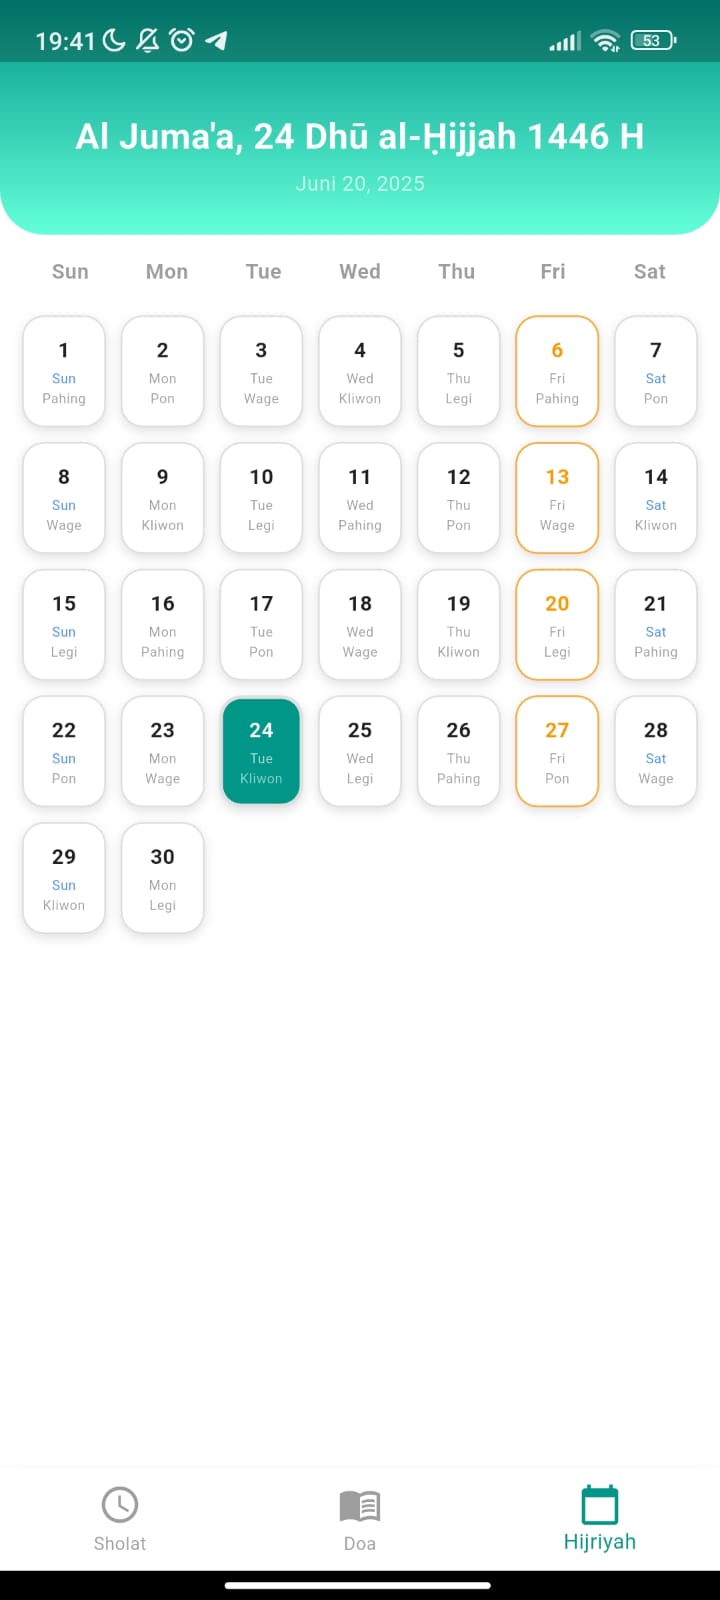 19:41 53
Al Juma'a, 24 Dhū al-Ḥijjah 1446 H
Juni 20, 2025
Sun Mon Tue Wed Thu Fri Sat
1 2 3 4 5 6 7
Sun Mon Tue Wed Thu Fri Sat
Pahing Pon Wage Kliwon Legi Pahing Pon
8 9 10 11 12 13 14
Sun Mon Tue Wed Thu Fri Sat
Wage Kliwon Legi Pahing Pon Wage Kliwon
15 16 17 18 19 20 21
Sun Mon Tue Wed Thu Fri Sat
Legi Pahing Pon Wage Kliwon Legi Pahing
22 23 24 25 26 27 28
Sun Mon Tue Wed Thu Fri Sat
Pon Wage Kliwon Legi Pahing Pon Wage
29 30
Sun Mon
Kliwon Legi
Sholat Doa Hijriyah